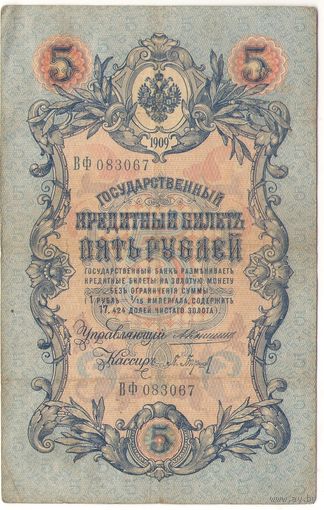 5 5
1909
ВФ 083067
ГОСУДАРСТВЕННЫЙ
КРЕДИТНЫЙ БИЛЕТЪ
ПЯТЬ РУБЛЕЙ
ГОСУДАРСТВЕННЫЙ БАНКЪ РАЗМѢНИВАЕТЪ
КРЕДИТНЫЕ БИЛЕТЫ НА ЗОЛОТУЮ МОНЕТУ
БЕЗЪ ОГРАНИЧЕНІЯ СУММЫ
(1 РУБЛЬ = 1/15 ИМПЕРІАЛА, СОДЕРЖИТЪ
17,424 ДОЛЕЙ ЧИСТАГО ЗОЛОТА).
Управляющій
Кассиръ
ВФ 083067
5